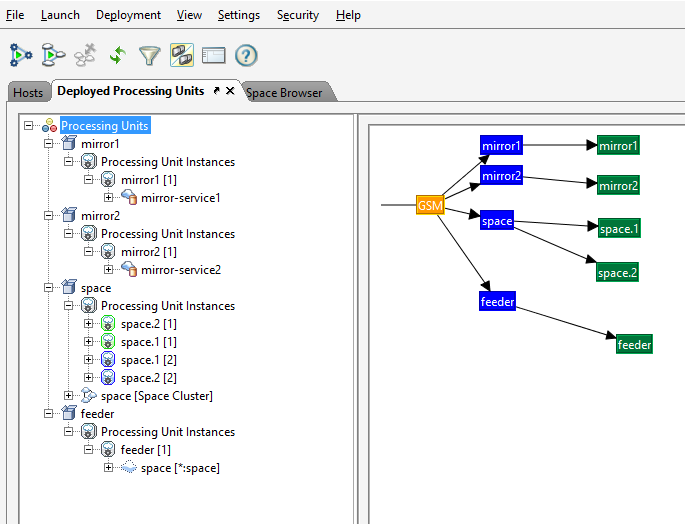 File Launch Deployment View Settings Security Help
Hosts Deployed Processing Units Space Browser
Processing Units
mirror1
Processing Unit Instances
mirror1 [1]
mirror-service1
mirror2
Processing Unit Instances
mirror2 [1]
mirror-service2
space
Processing Unit Instances
space.2 [1]
space.1 [1]
space.1 [2]
space.2 [2]
space [Space Cluster]
feeder
Processing Unit Instances
feeder [1]
space [*:space]
mirror1 mirror1
mirror2 mirror2
GSM
space space.1
space.2
feeder
feeder